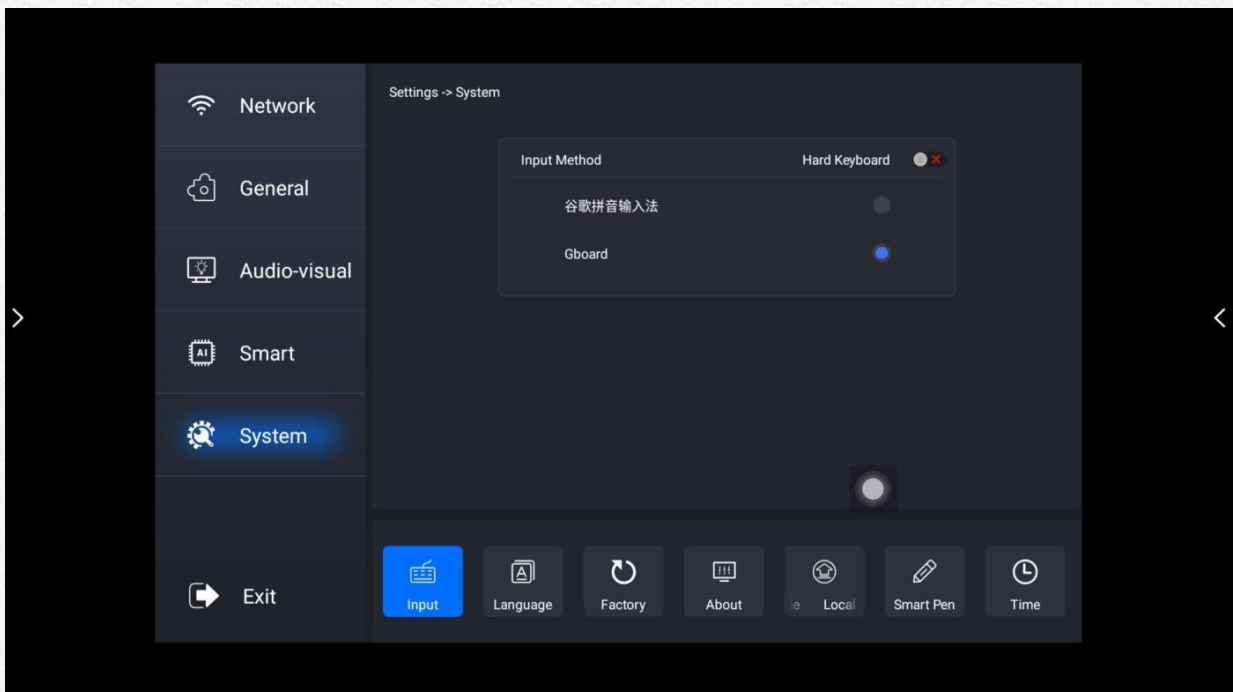 Network
General
Audio-visual
AI
Smart
System
Exit
Settings -> System
Input Method
Hard Keyboard
谷歌拼音输入法
Gboard
Input
A
Language
Factory
About
e Local
Smart Pen
Time